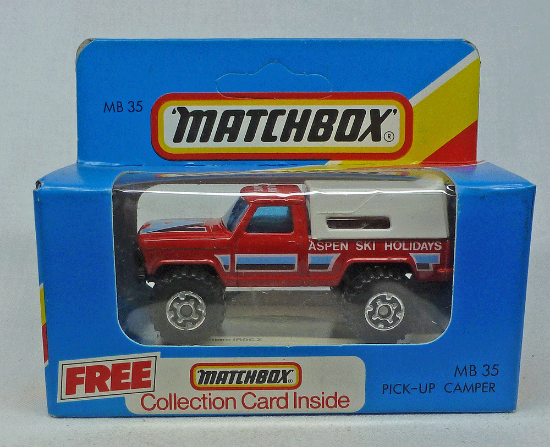 MB 35
'MATCHBOX'®
ASPEN SKI HOLIDAYS
FREE
MATCHBOX®
Collection Card Inside
MB 35
PICK-UP CAMPER